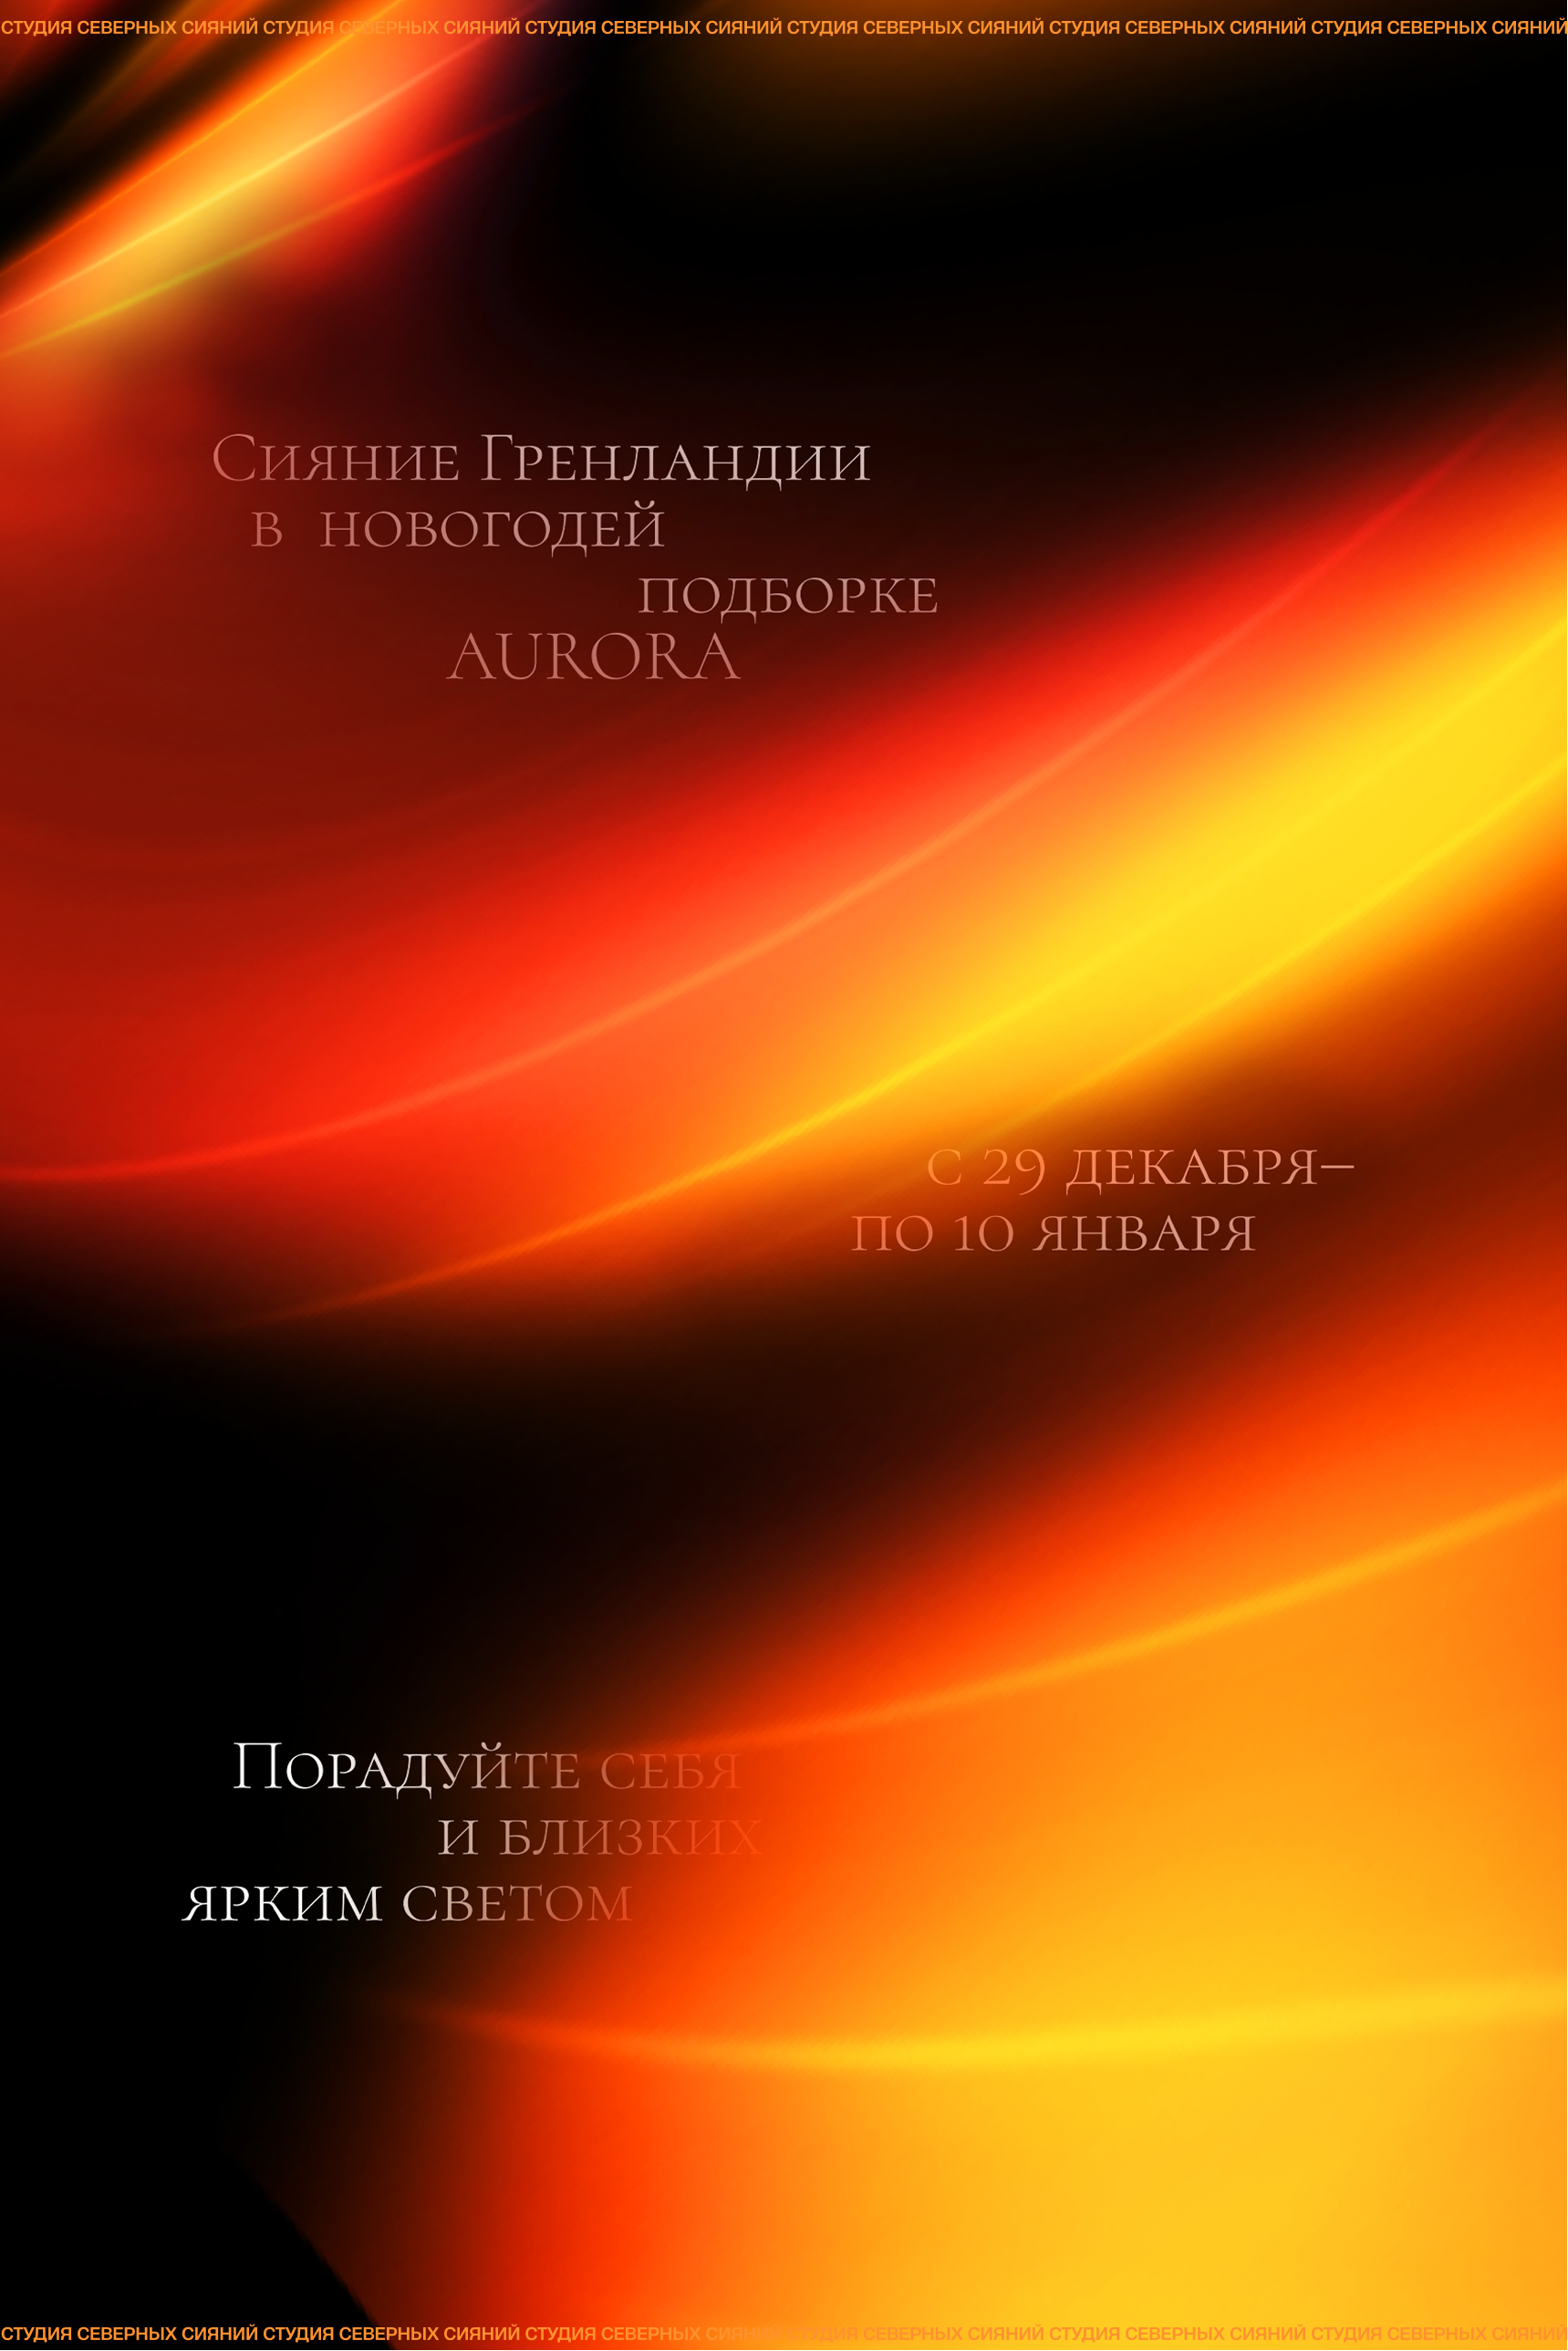 СТУДИЯ СЕВЕРНЫХ СИЯНИЙ СТУДИЯ СЕВЕРНЫХ СИЯНИЙ СТУДИЯ СЕВЕРНЫХ СИЯНИЙ СТУДИЯ СЕВЕРНЫХ СИЯНИЙ СТУДИЯ СЕВЕРНЫХ СИЯНИЙ СТУДИЯ СЕВЕРНЫХ СИЯНИЙ
Сияние Гренландии
в новогодей
подборке
AURORA
с 29 декабря–
по 10 января
Порадуйте себя
и близких
ярким светом
СТУДИЯ СЕВЕРНЫХ СИЯНИЙ СТУДИЯ СЕВЕРНЫХ СИЯНИЙ СТУДИЯ СЕВЕРНЫХ СИЯНИЙ СТУДИЯ СЕВЕРНЫХ СИЯНИЙ СТУДИЯ СЕВЕРНЫХ СИЯНИЙ СТУДИЯ СЕВЕРНЫХ СИЯНИЙ